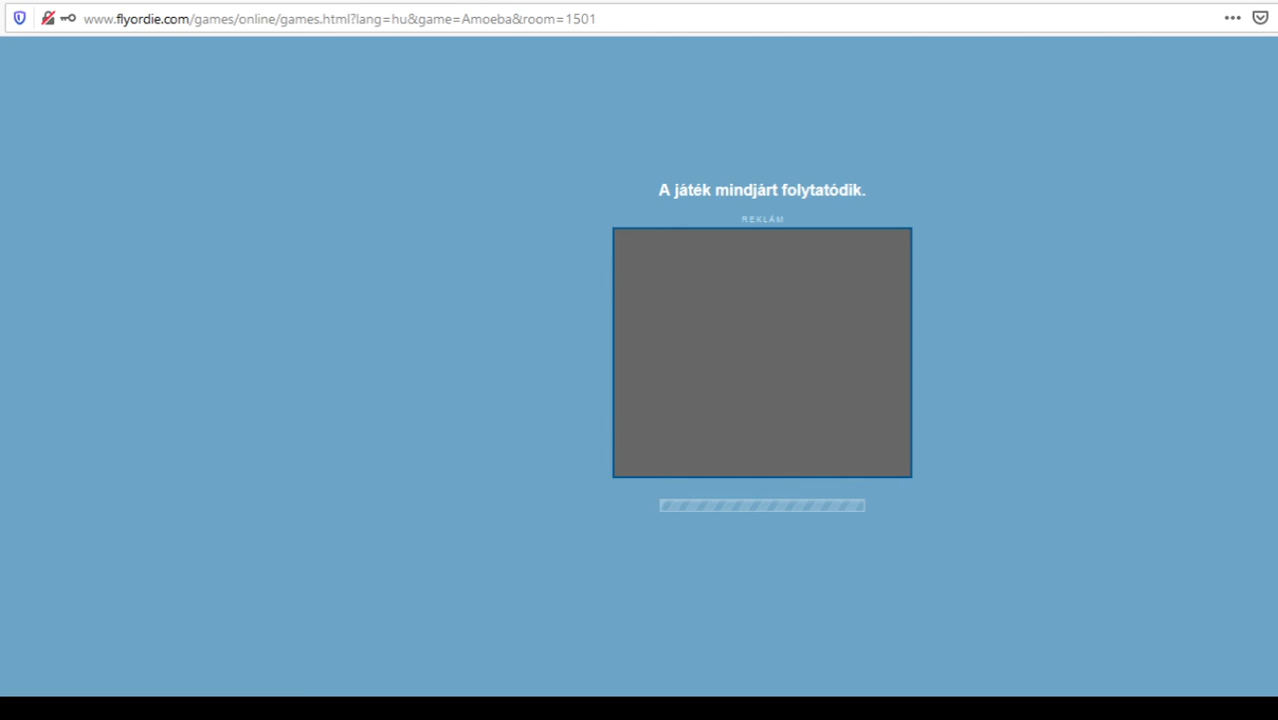 www.flyordie.com/games/online/games.html?lang=hu&game=Amoeba&room=1501
A játék mindjárt folytatódik.
REKLÁM